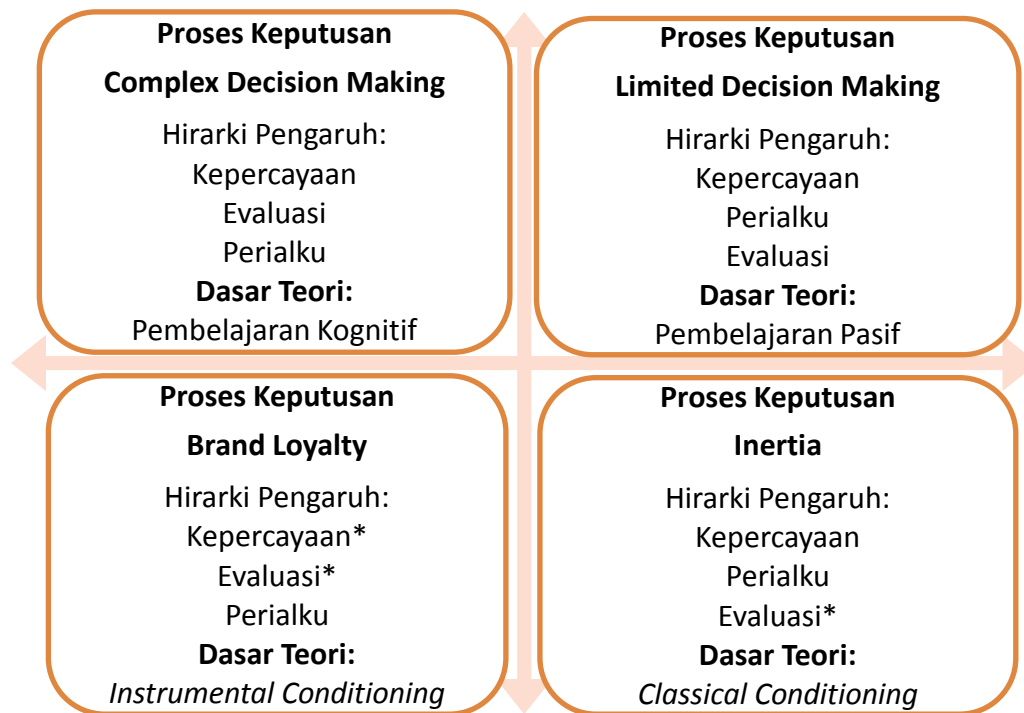 Proses Keputusan
Complex Decision Making
Hirarki Pengaruh:
Kepercayaan
Evaluasi
Perialku
Dasar Teori:
Pembelajaran Kognitif
Proses Keputusan
Limited Decision Making
Hirarki Pengaruh:
Kepercayaan
Perialku
Evaluasi
Dasar Teori:
Pembelajaran Pasif
Proses Keputusan
Brand Loyalty
Hirarki Pengaruh:
Kepercayaan*
Evaluasi*
Perialku
Dasar Teori:
Instrumental Conditioning
Proses Keputusan
Inertia
Hirarki Pengaruh:
Kepercayaan
Perialku
Evaluasi*
Dasar Teori:
Classical Conditioning